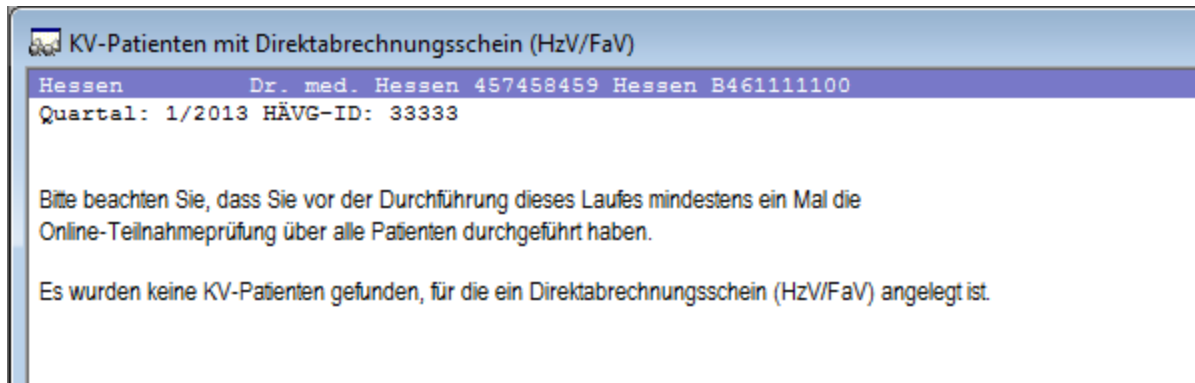 KV-Patienten mit Direktabrechnungsschein (HzV/FaV)
Hessen Dr. med. Hessen 457458459 Hessen B461111100
Quartal: 1/2013 HÄVG-ID: 33333
Bitte beachten Sie, dass Sie vor der Durchführung dieses Laufes mindestens ein Mal die
Online-Teilnahmeprüfung über alle Patienten durchgeführt haben.
Es wurden keine KV-Patienten gefunden, für die ein Direktabrechnungsschein (HzV/FaV) angelegt ist.